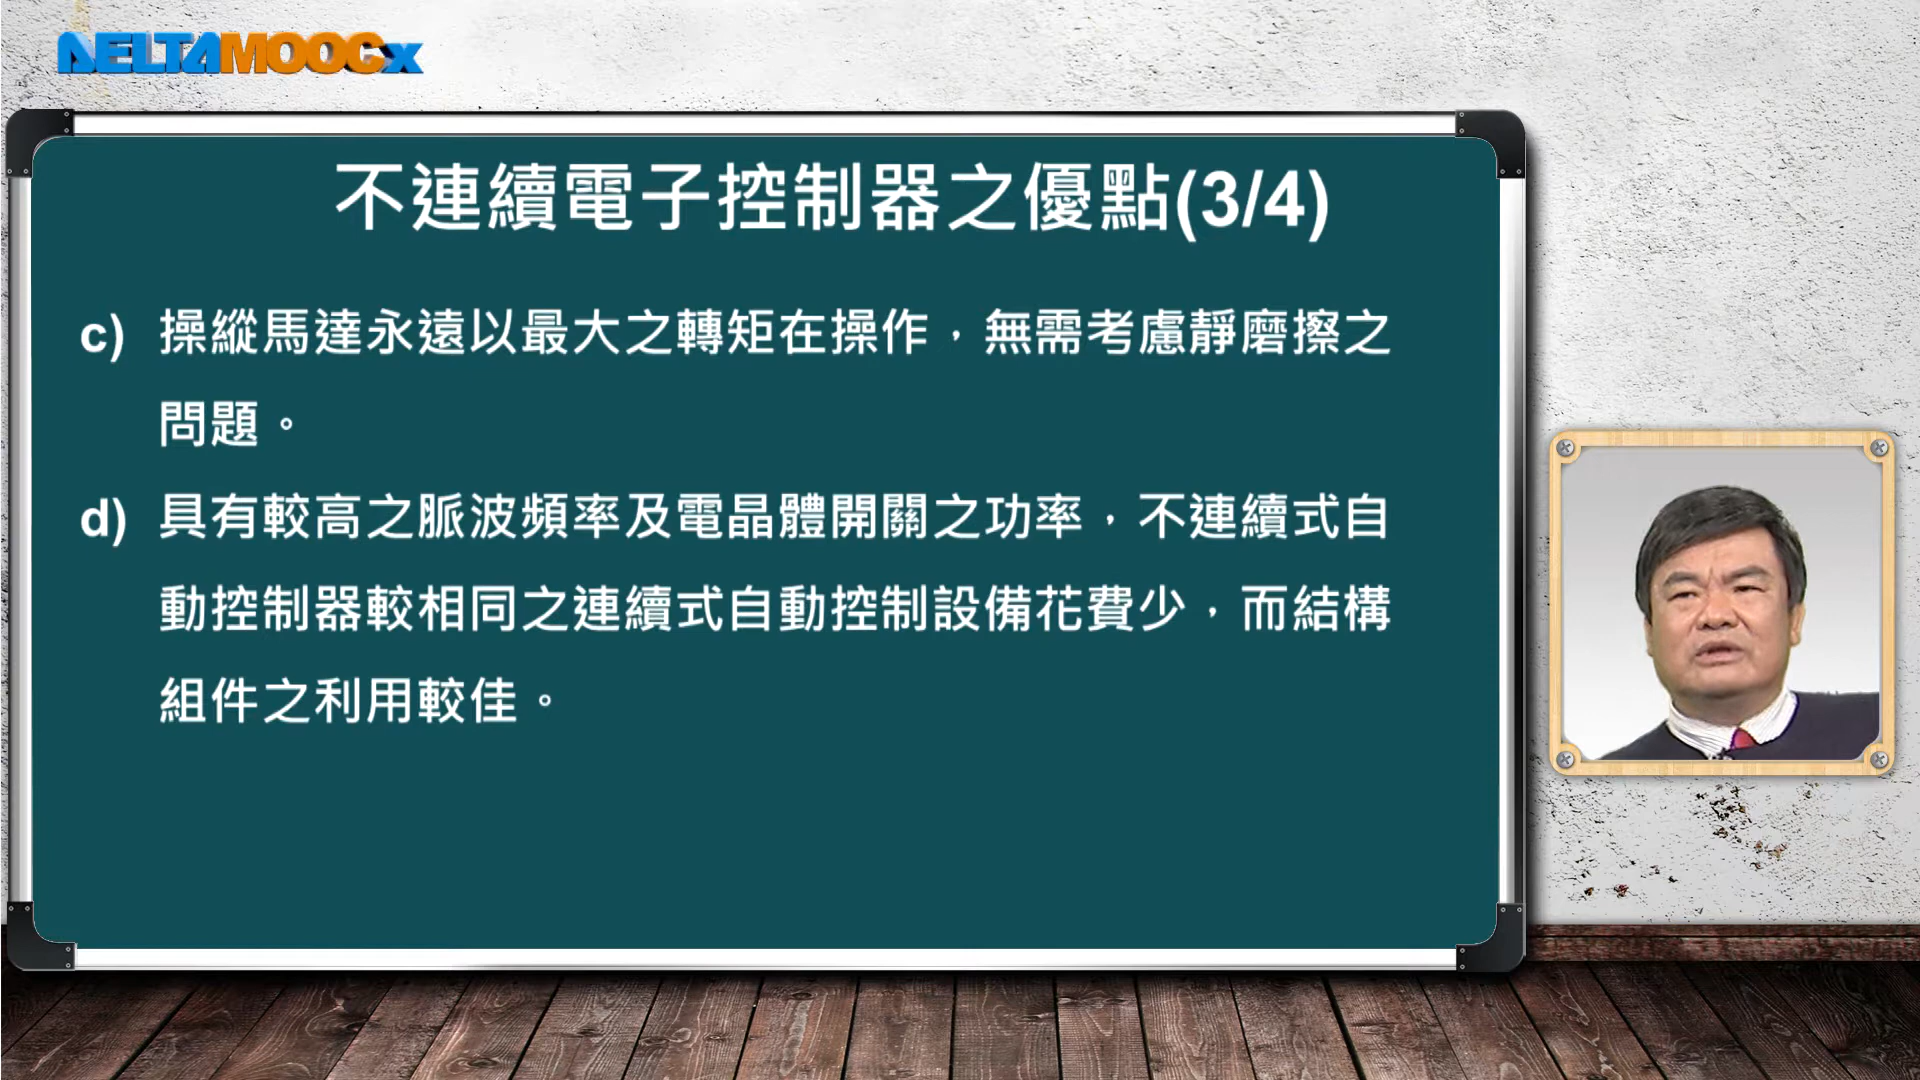 DELTAMOOCx
不連續電子控制器之優點(3/4)
c) 操縱馬達永遠以最大之轉矩在操作，無需考慮靜磨擦之
問題。
d) 具有較高之脈波頻率及電晶體開關之功率，不連續式自
動控制器較相同之連續式自動控制設備花費少，而結構
組件之利用較佳。